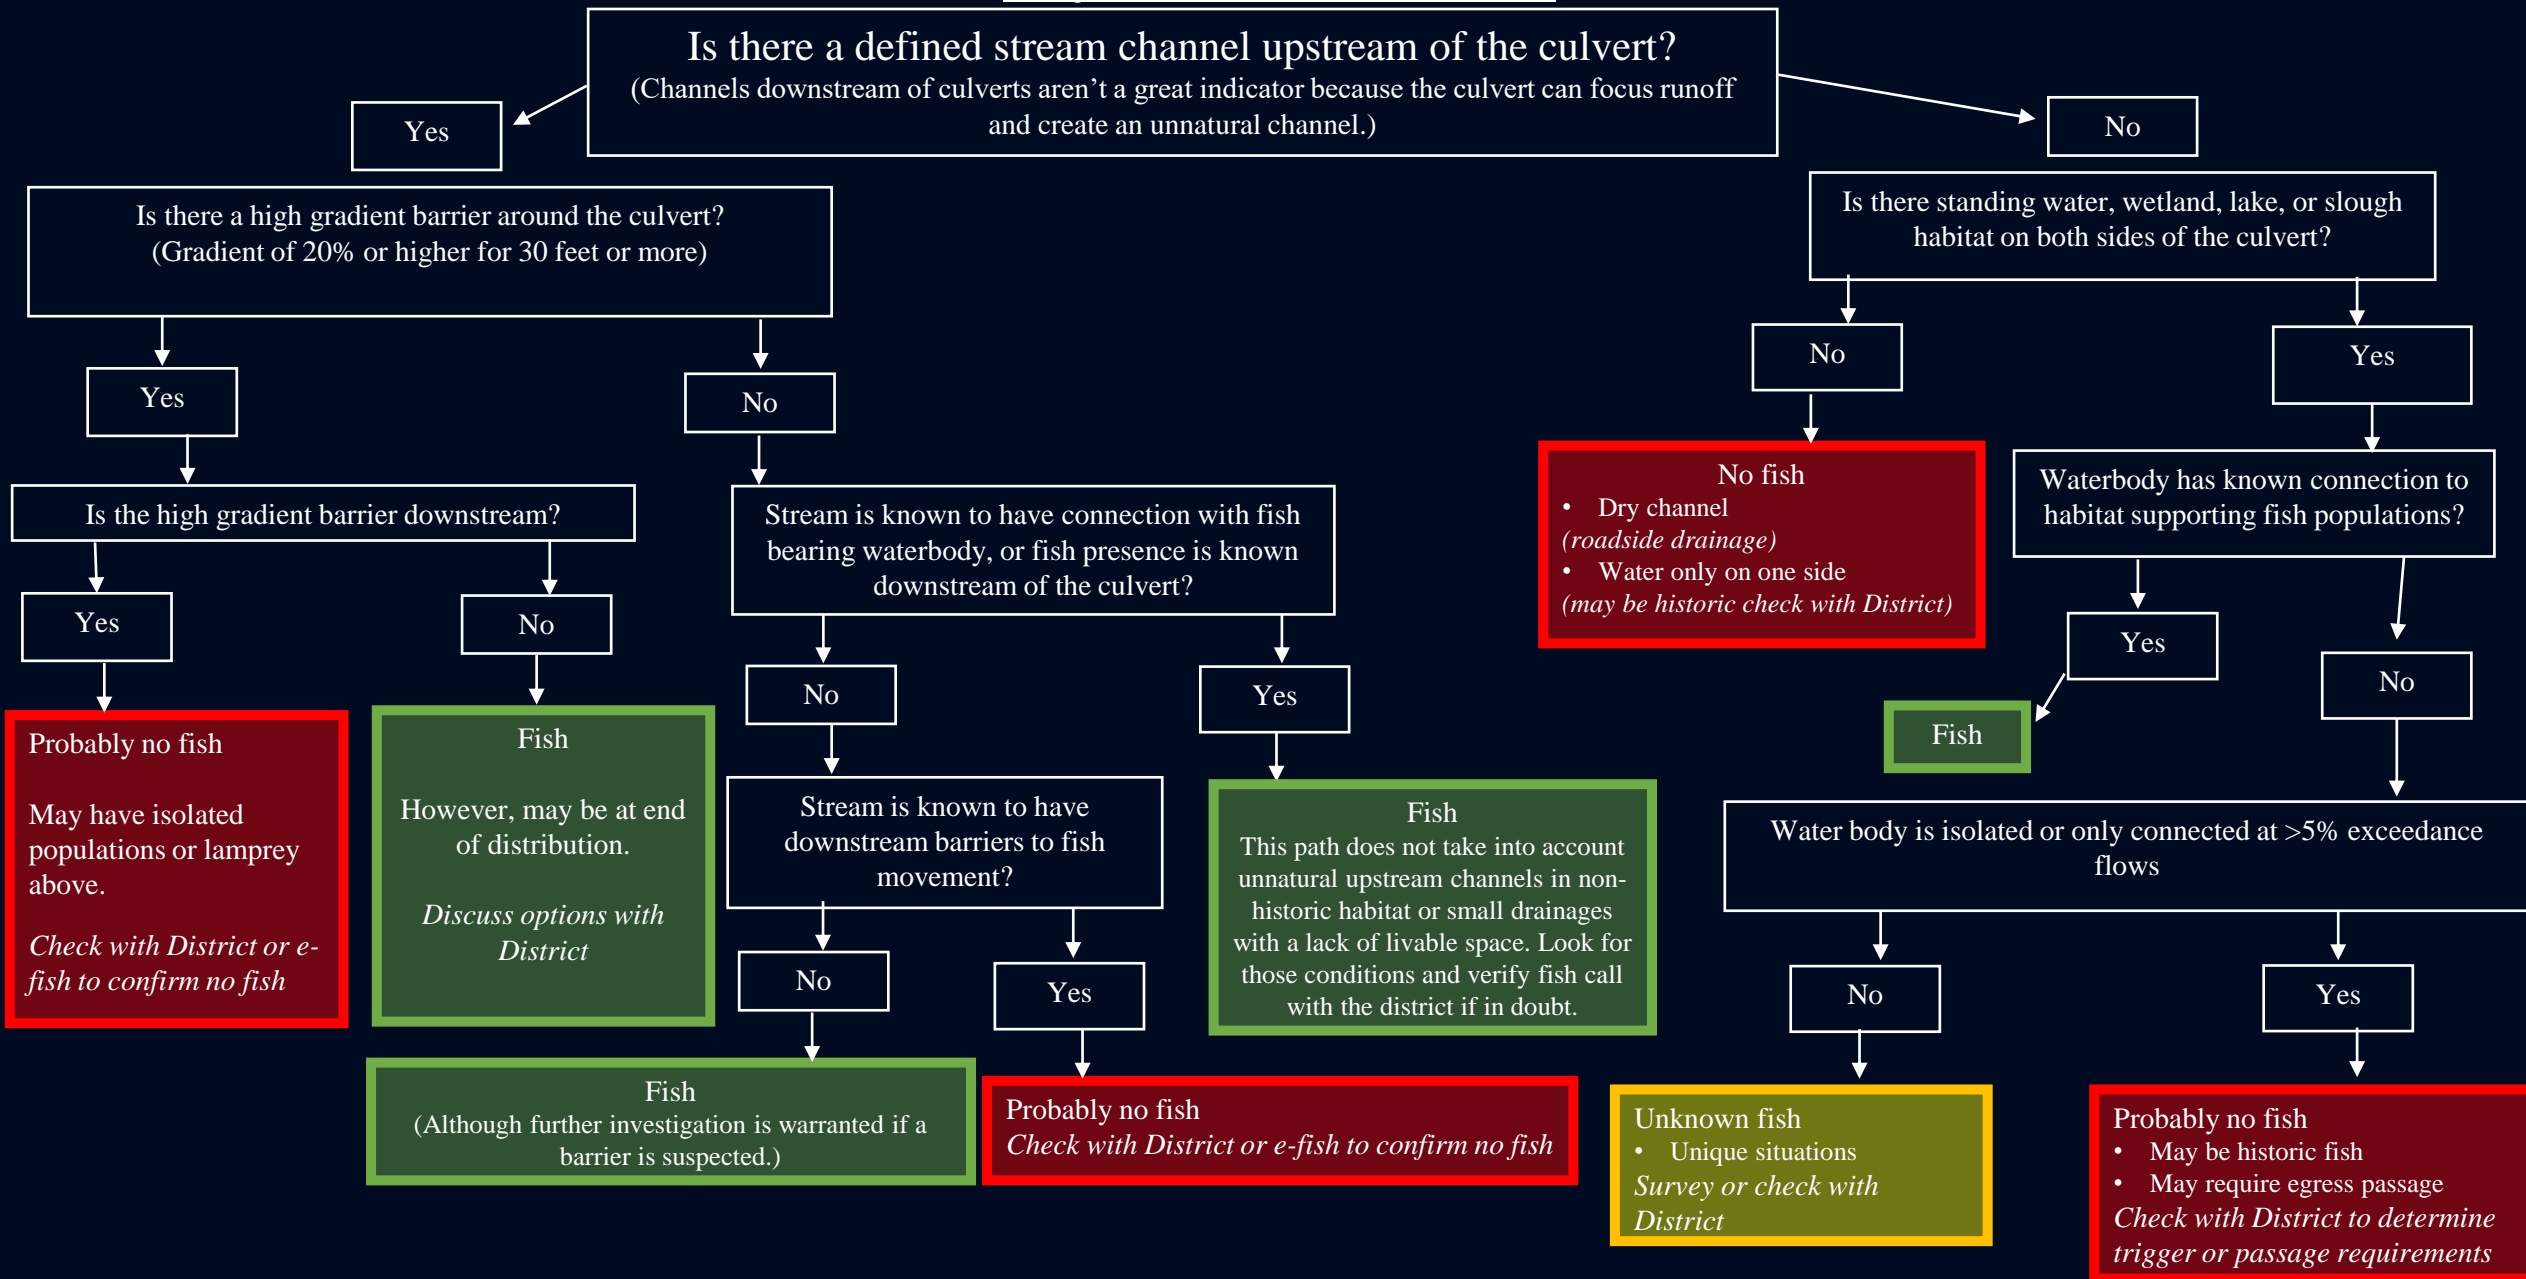 Is there a defined stream channel upstream of the culvert?
(Channels downstream of culverts aren’t a great indicator because the culvert can focus runoff
and create an unnatural channel.)
Yes
No
Is there a high gradient barrier around the culvert?
(Gradient of 20% or higher for 30 feet or more)
Is there standing water, wetland, lake, or slough
habitat on both sides of the culvert?
Yes
No
No
Yes
Is the high gradient barrier downstream?
Stream is known to have connection with fish
bearing waterbody, or fish presence is known
downstream of the culvert?
No fish
• Dry channel
(roadside drainage)
• Water only on one side
(may be historic check with District)
Waterbody has known connection to
habitat supporting fish populations?
Yes
No
No
Yes
Yes
No
Probably no fish
May have isolated
populations or lamprey
above.
Check with District or e-
fish to confirm no fish
Fish
However, may be at end
of distribution.
Discuss options with
District
Stream is known to have
downstream barriers to fish
movement?
Fish
This path does not take into account
unnatural upstream channels in non-
historic habitat or small drainages
with a lack of livable space. Look for
those conditions and verify fish call
with the district if in doubt.
Fish
Water body is isolated or only connected at >5% exceedance
flows
No
Yes
No
Yes
Fish
(Although further investigation is warranted if a
barrier is suspected.)
Probably no fish
Check with District or e-fish to confirm no fish
Unknown fish
• Unique situations
Survey or check with
District
Probably no fish
• May be historic fish
• May require egress passage
Check with District to determine
trigger or passage requirements